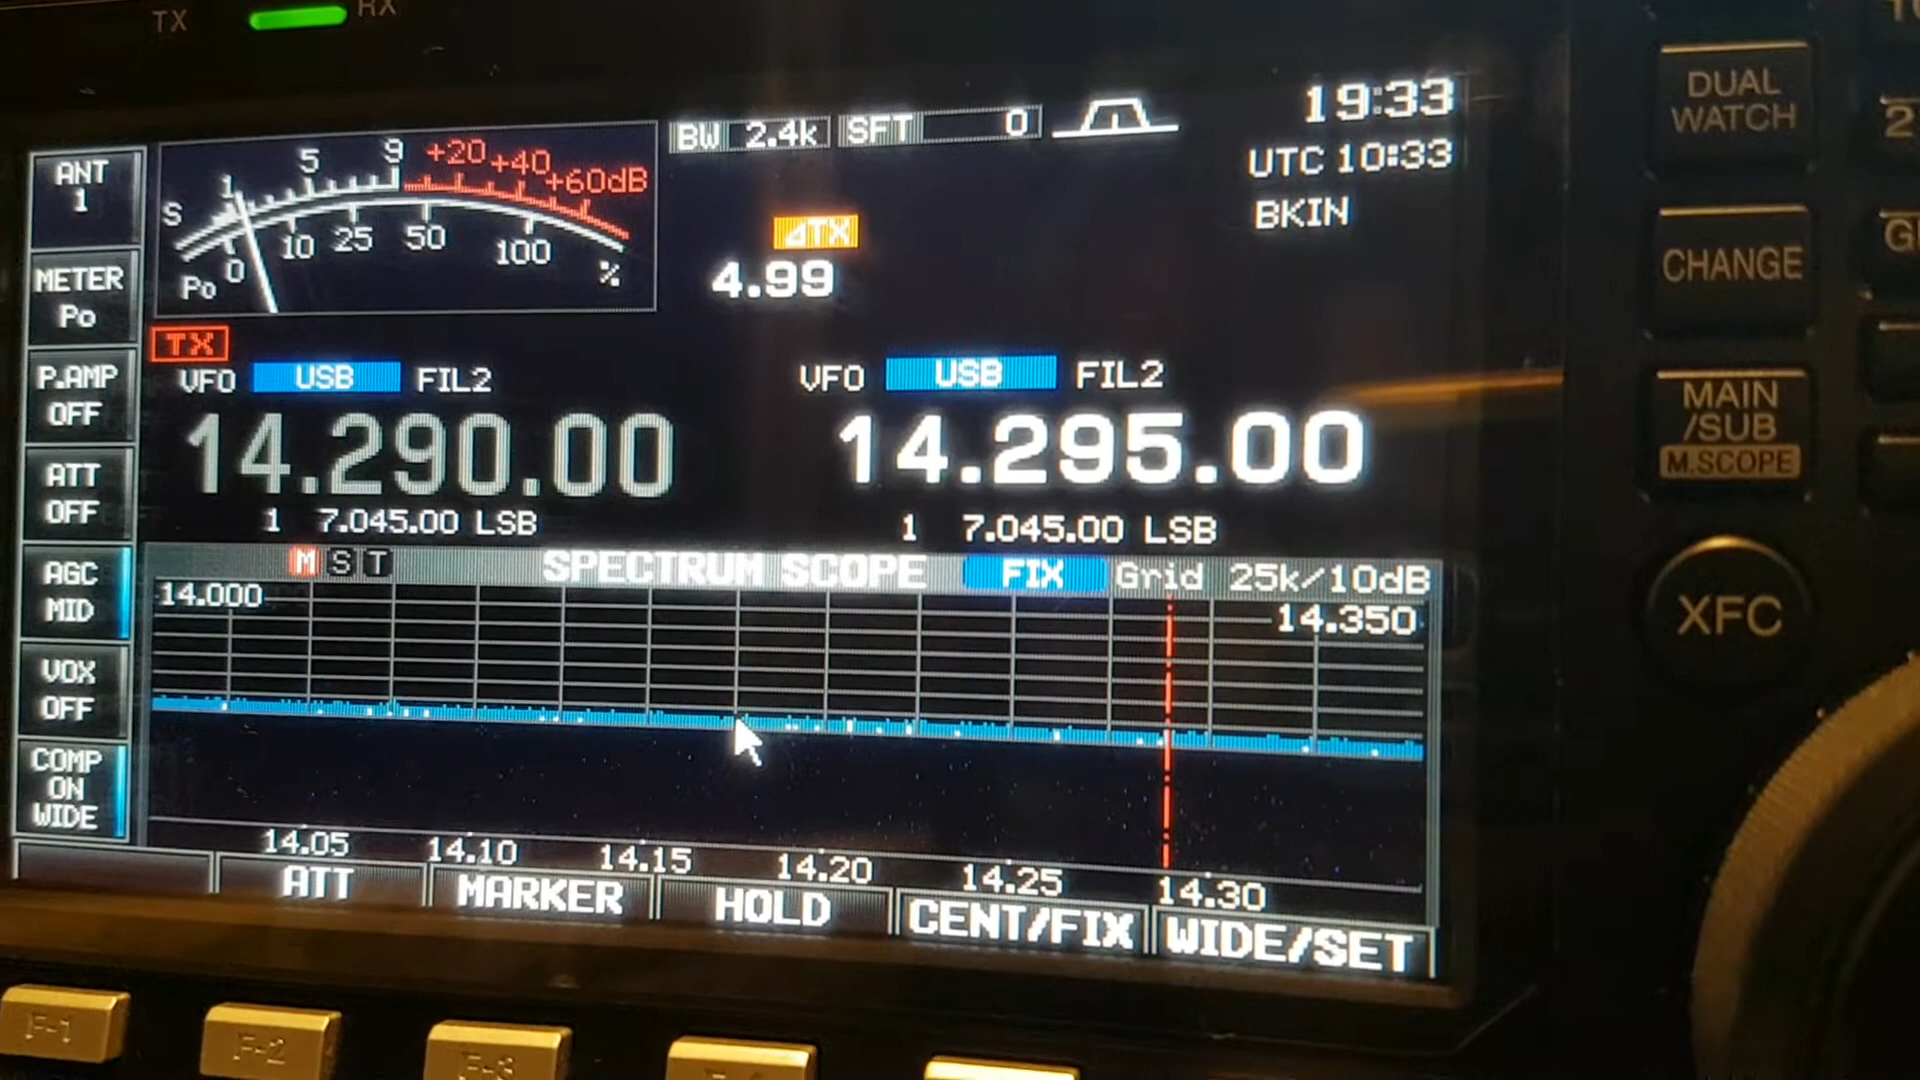 TX RX
ANT
1
METER
Po
P.AMP
OFF
ATT
OFF
AGC
MID
VOX
OFF
COMP
ON
WIDE
S 1 5 9 +20 +40 +60dB
Po 0 10 25 50 100 %
BW 2.4k SFT 0
19:33
UTC 10:33
BKIN
⊿TX
4.99
TX
VFO USB FIL2
14.290.00
1 7.045.00 LSB
VFO USB FIL2
14.295.00
1 7.045.00 LSB
M S T SPECTRUM SCOPE FIX Grid 25k/10dB
14.000 14.350
14.05 14.10 14.15 14.20 14.25 14.30
ATT MARKER HOLD CENT/FIX WIDE/SET
F-1 F-2 F-3
DUAL
WATCH
CHANGE
MAIN
/SUB
M.SCOPE
XFC